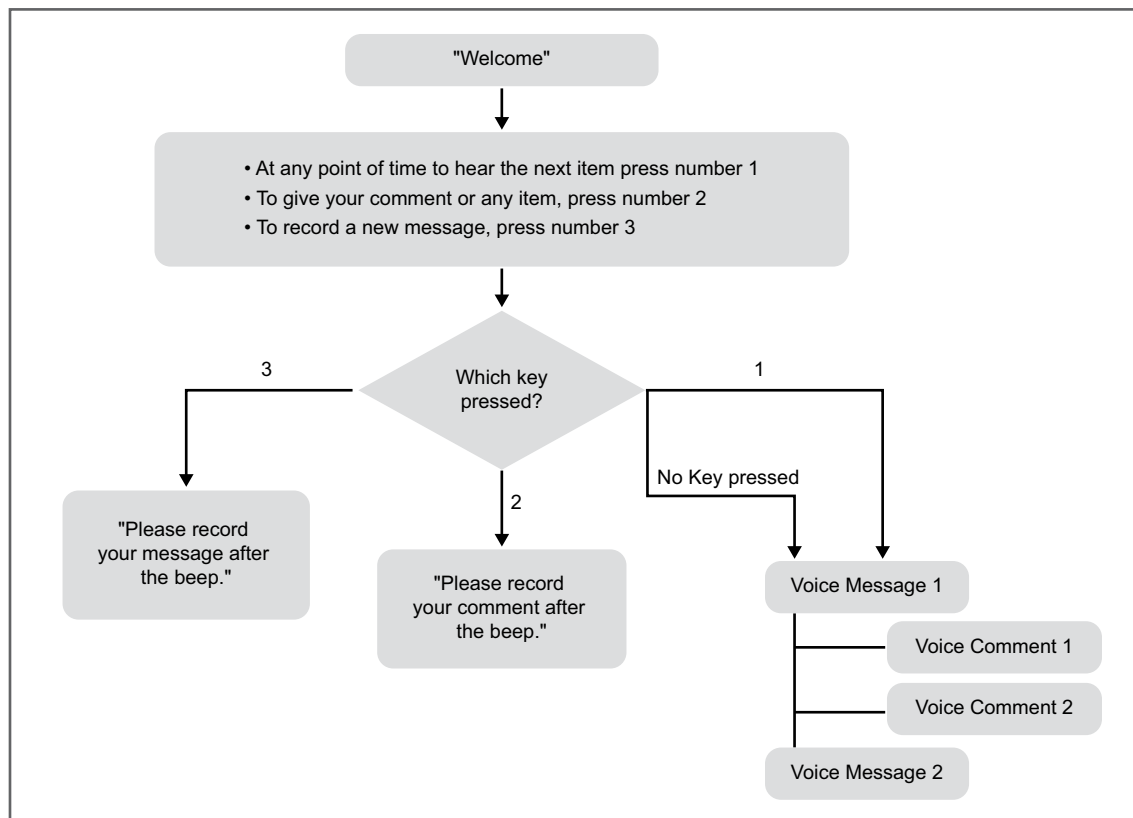 "Welcome"
• At any point of time to hear the next item press number 1
• To give your comment or any item, press number 2
• To record a new message, press number 3
Which key
pressed?
3
1
No Key pressed
2
"Please record
your message after
the beep."
"Please record
your comment after
the beep."
Voice Message 1
Voice Comment 1
Voice Comment 2
Voice Message 2